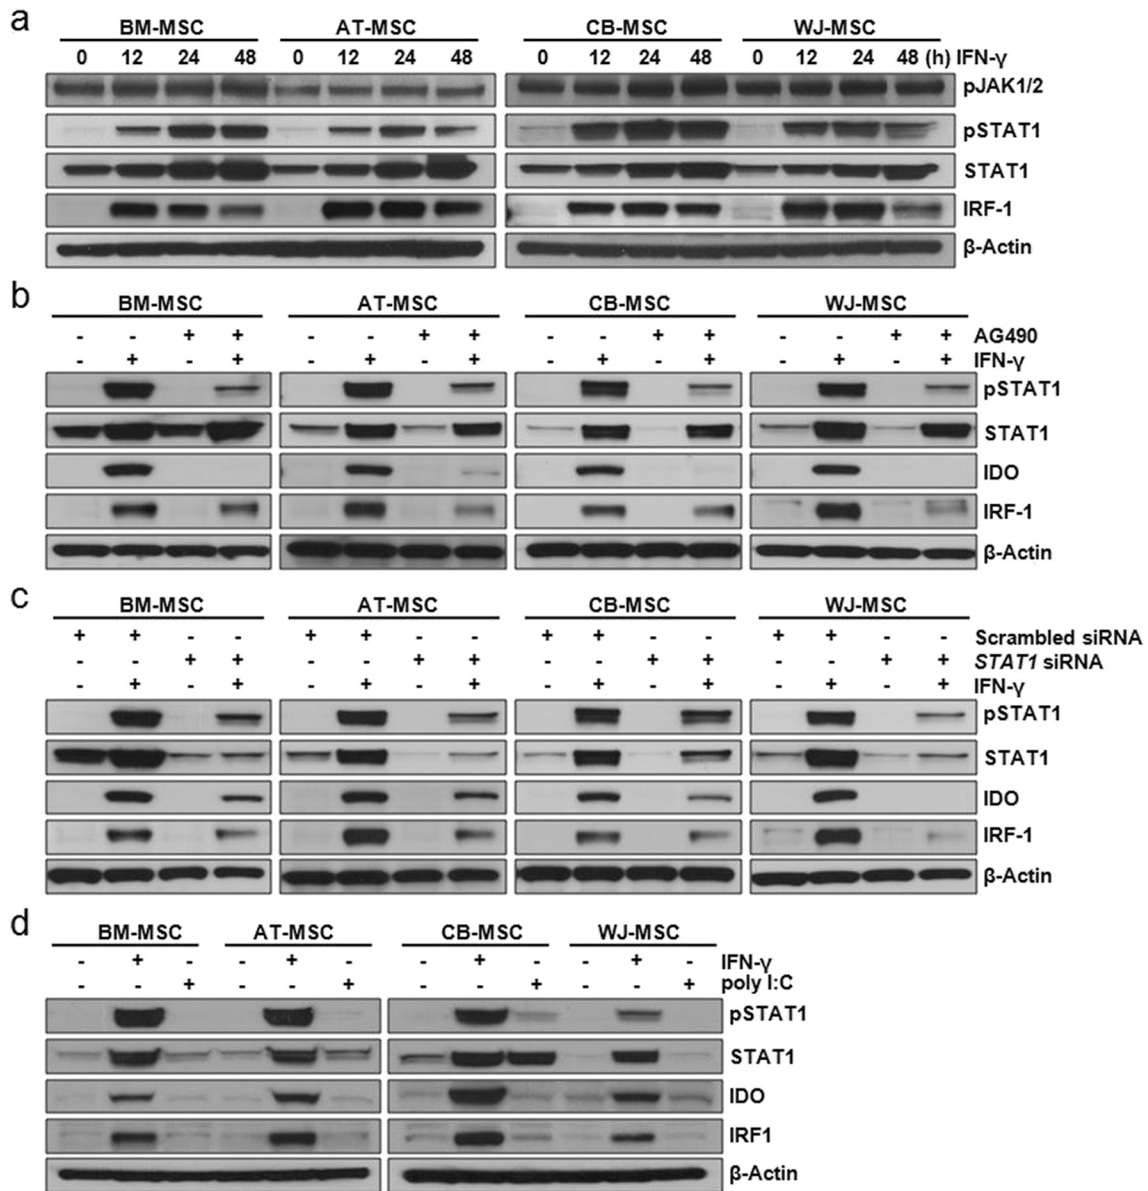 a
BM-MSC AT-MSC CB-MSC WJ-MSC
0 12 24 48 0 12 24 48 0 12 24 48 0 12 24 48 (h) IFN-γ
pJAK1/2
pSTAT1
STAT1
IRF-1
β-Actin
b
BM-MSC AT-MSC CB-MSC WJ-MSC
- - + + - - + + - - + + - - + + AG490
- + - + - + - + - + - + - + - + IFN-γ
pSTAT1
STAT1
IDO
IRF-1
β-Actin
c
BM-MSC AT-MSC CB-MSC WJ-MSC
+ + - - + + - - + + - - + + - - Scrambled siRNA
- - + + - - + + - - + + - - + + STAT1 siRNA
- + - + - + - + - + - + - + - + IFN-γ
pSTAT1
STAT1
IDO
IRF-1
β-Actin
d
BM-MSC AT-MSC CB-MSC WJ-MSC
- + - - + - - + - - + - IFN-γ
- - + - - + - - + - - + poly I:C
pSTAT1
STAT1
IDO
IRF1
β-Actin